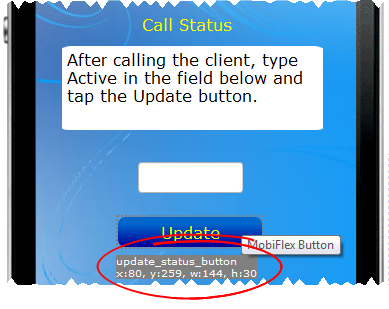 Call Status
After calling the client, type
Active in the field below and
tap the Update button.
Update
MobiFlex Button
update_status_button
x:80, y:259, w:144, h:30